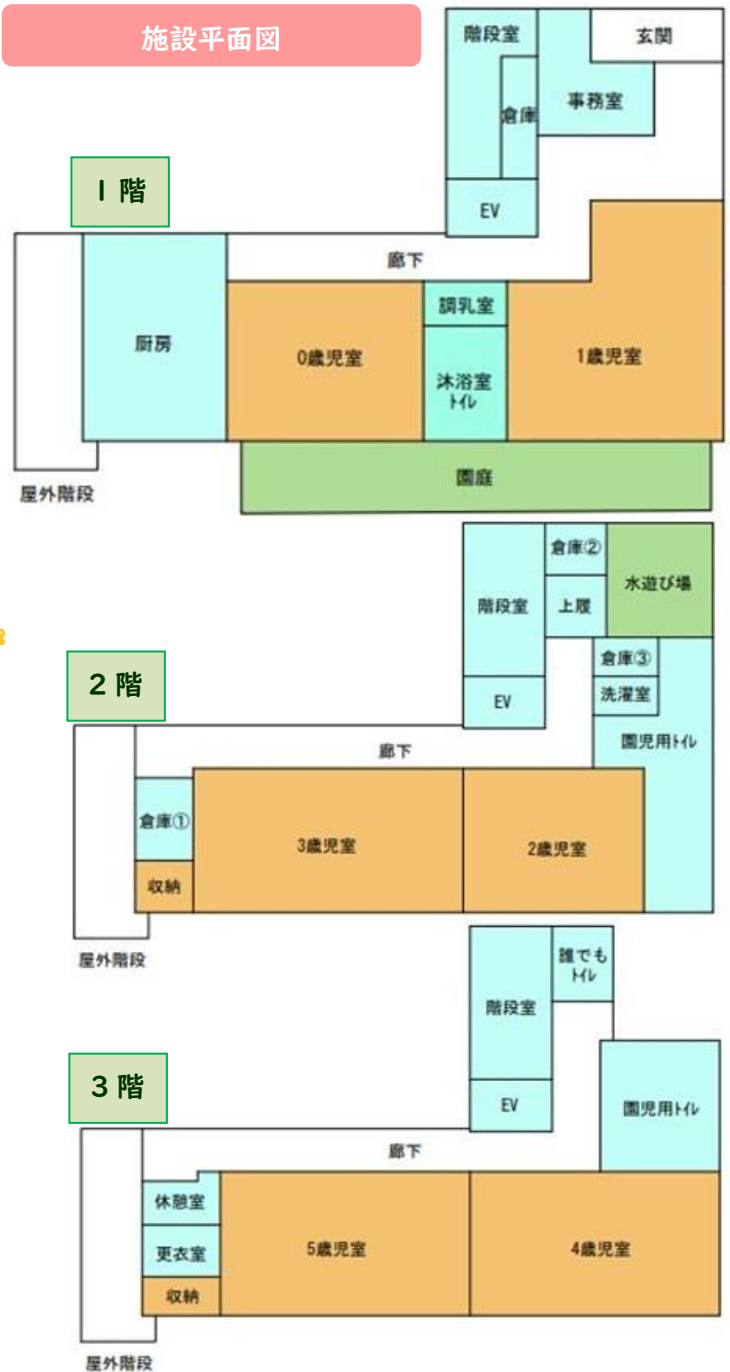 施設平面図
階段室
玄関
倉庫
事務室
1階
EV
廊下
調乳室
厨房
0歳児室
1歳児室
沐浴室
トイレ
園庭
屋外階段
倉庫②
水遊び場
階段室
上履
倉庫③
2階
EV
洗濯室
廊下
園児用トイレ
倉庫①
3歳児室
2歳児室
収納
屋外階段
誰でも
トイレ
階段室
3階
EV
園児用トイレ
廊下
休憩室
更衣室
5歳児室
4歳児室
収納
屋外階段